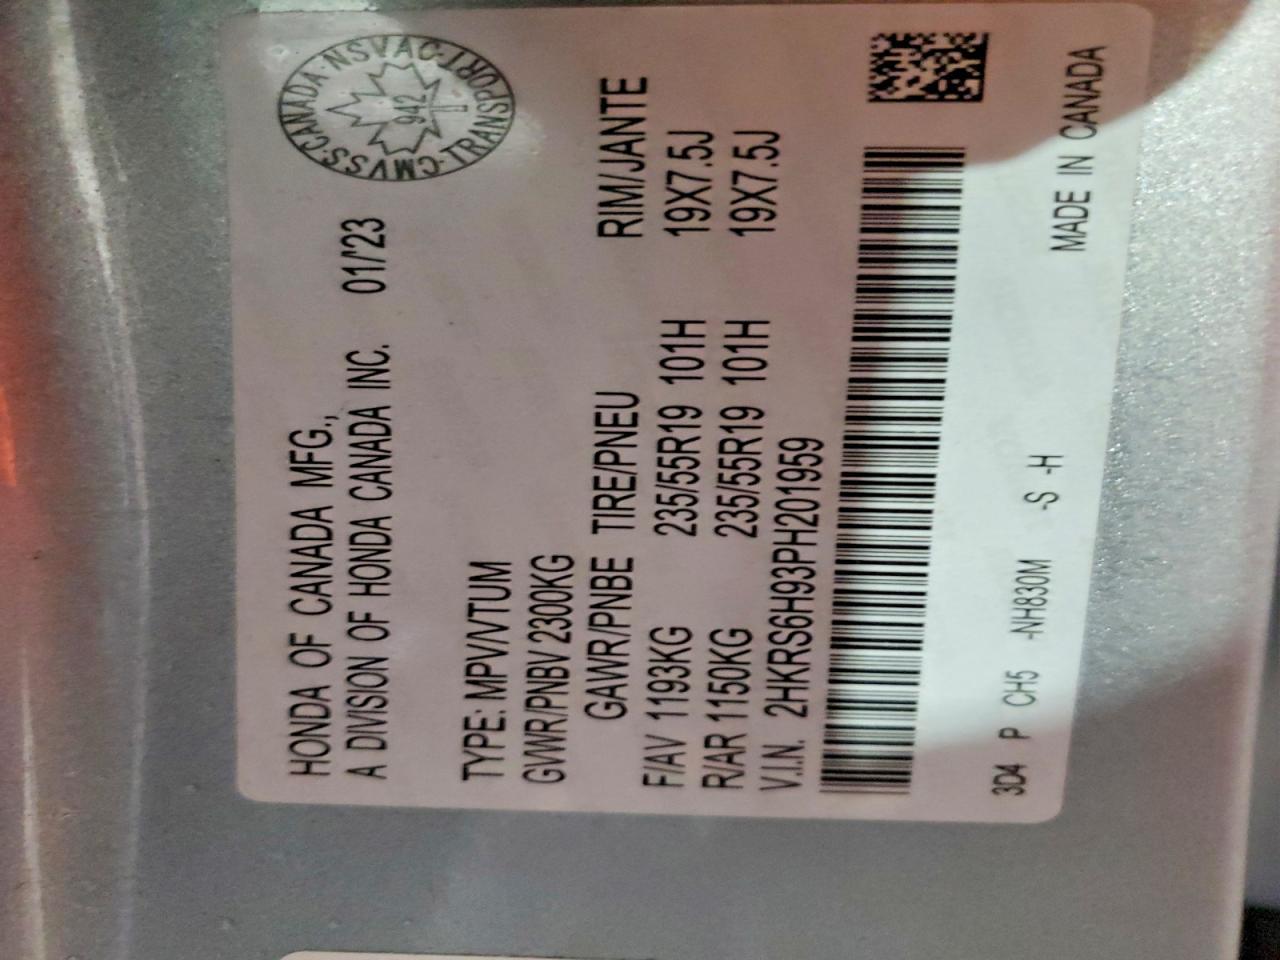 HONDA OF CANADA MFG.,
A DIVISION OF HONDA CANADA INC. 01/'23
CANADA·NSVAC·TRANSPORT·CMVSS
942
TYPE: MPV/VTUM
GVWR/PNBV 2300KG
GAWR/PNBE TIRE/PNEU RIM/JANTE
F/AV 1193KG 235/55R19 101H 19X7.5J
R/AR 1150KG 235/55R19 101H 19X7.5J
V.I.N. 2HKRS6H93PH201959
3D4 P CH5 -NH830M -S -H
MADE IN CANADA